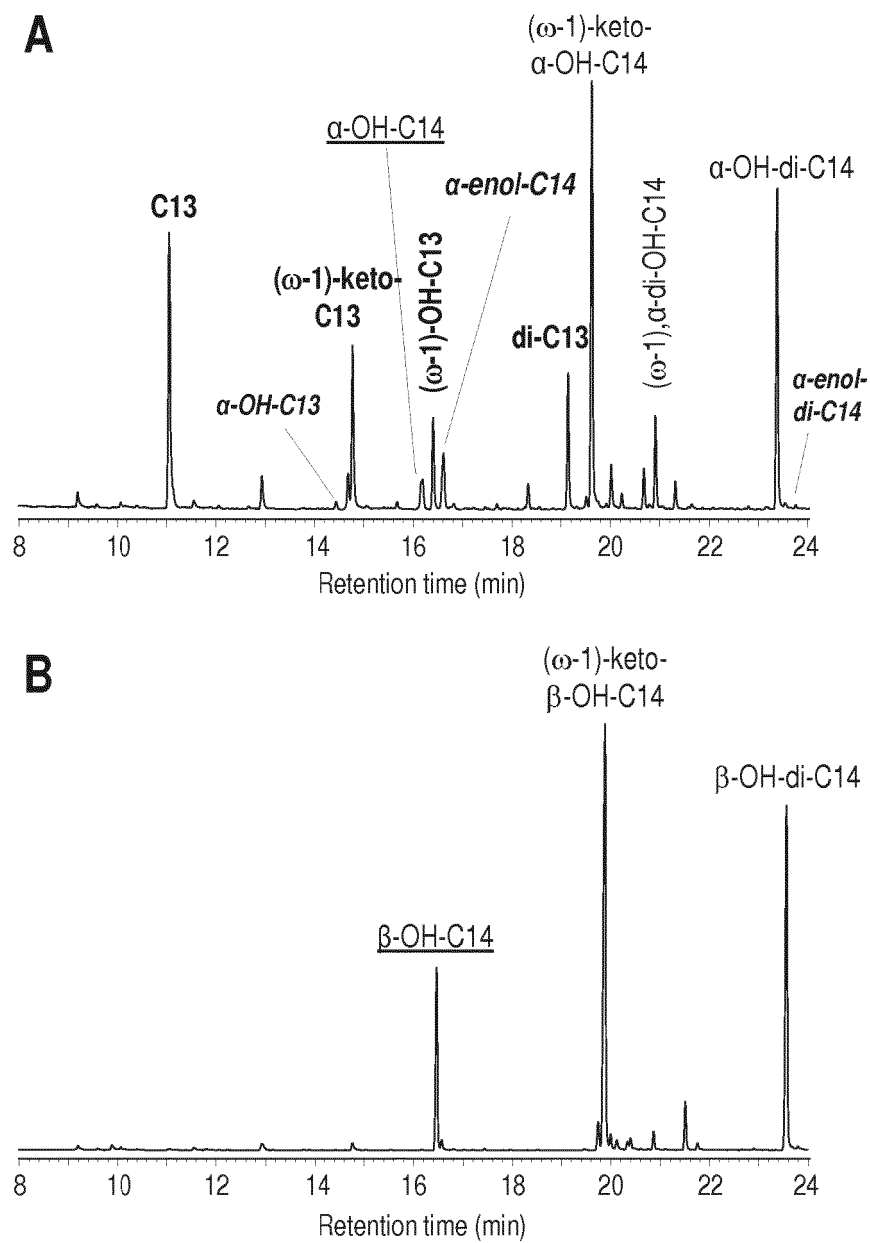 A
(ω-1)-keto-
α-OH-C14
α-OH-C14
α-enol-C14
α-OH-di-C14
C13
(ω-1)-keto-
C13
(ω-1)-OH-C13
di-C13
(ω-1),α-di-OH-C14
α-OH-C13
α-enol-
di-C14
8 10 12 14 16 18 20 22 24
Retention time (min)
B
(ω-1)-keto-
β-OH-C14
β-OH-di-C14
β-OH-C14
8 10 12 14 16 18 20 22 24
Retention time (min)